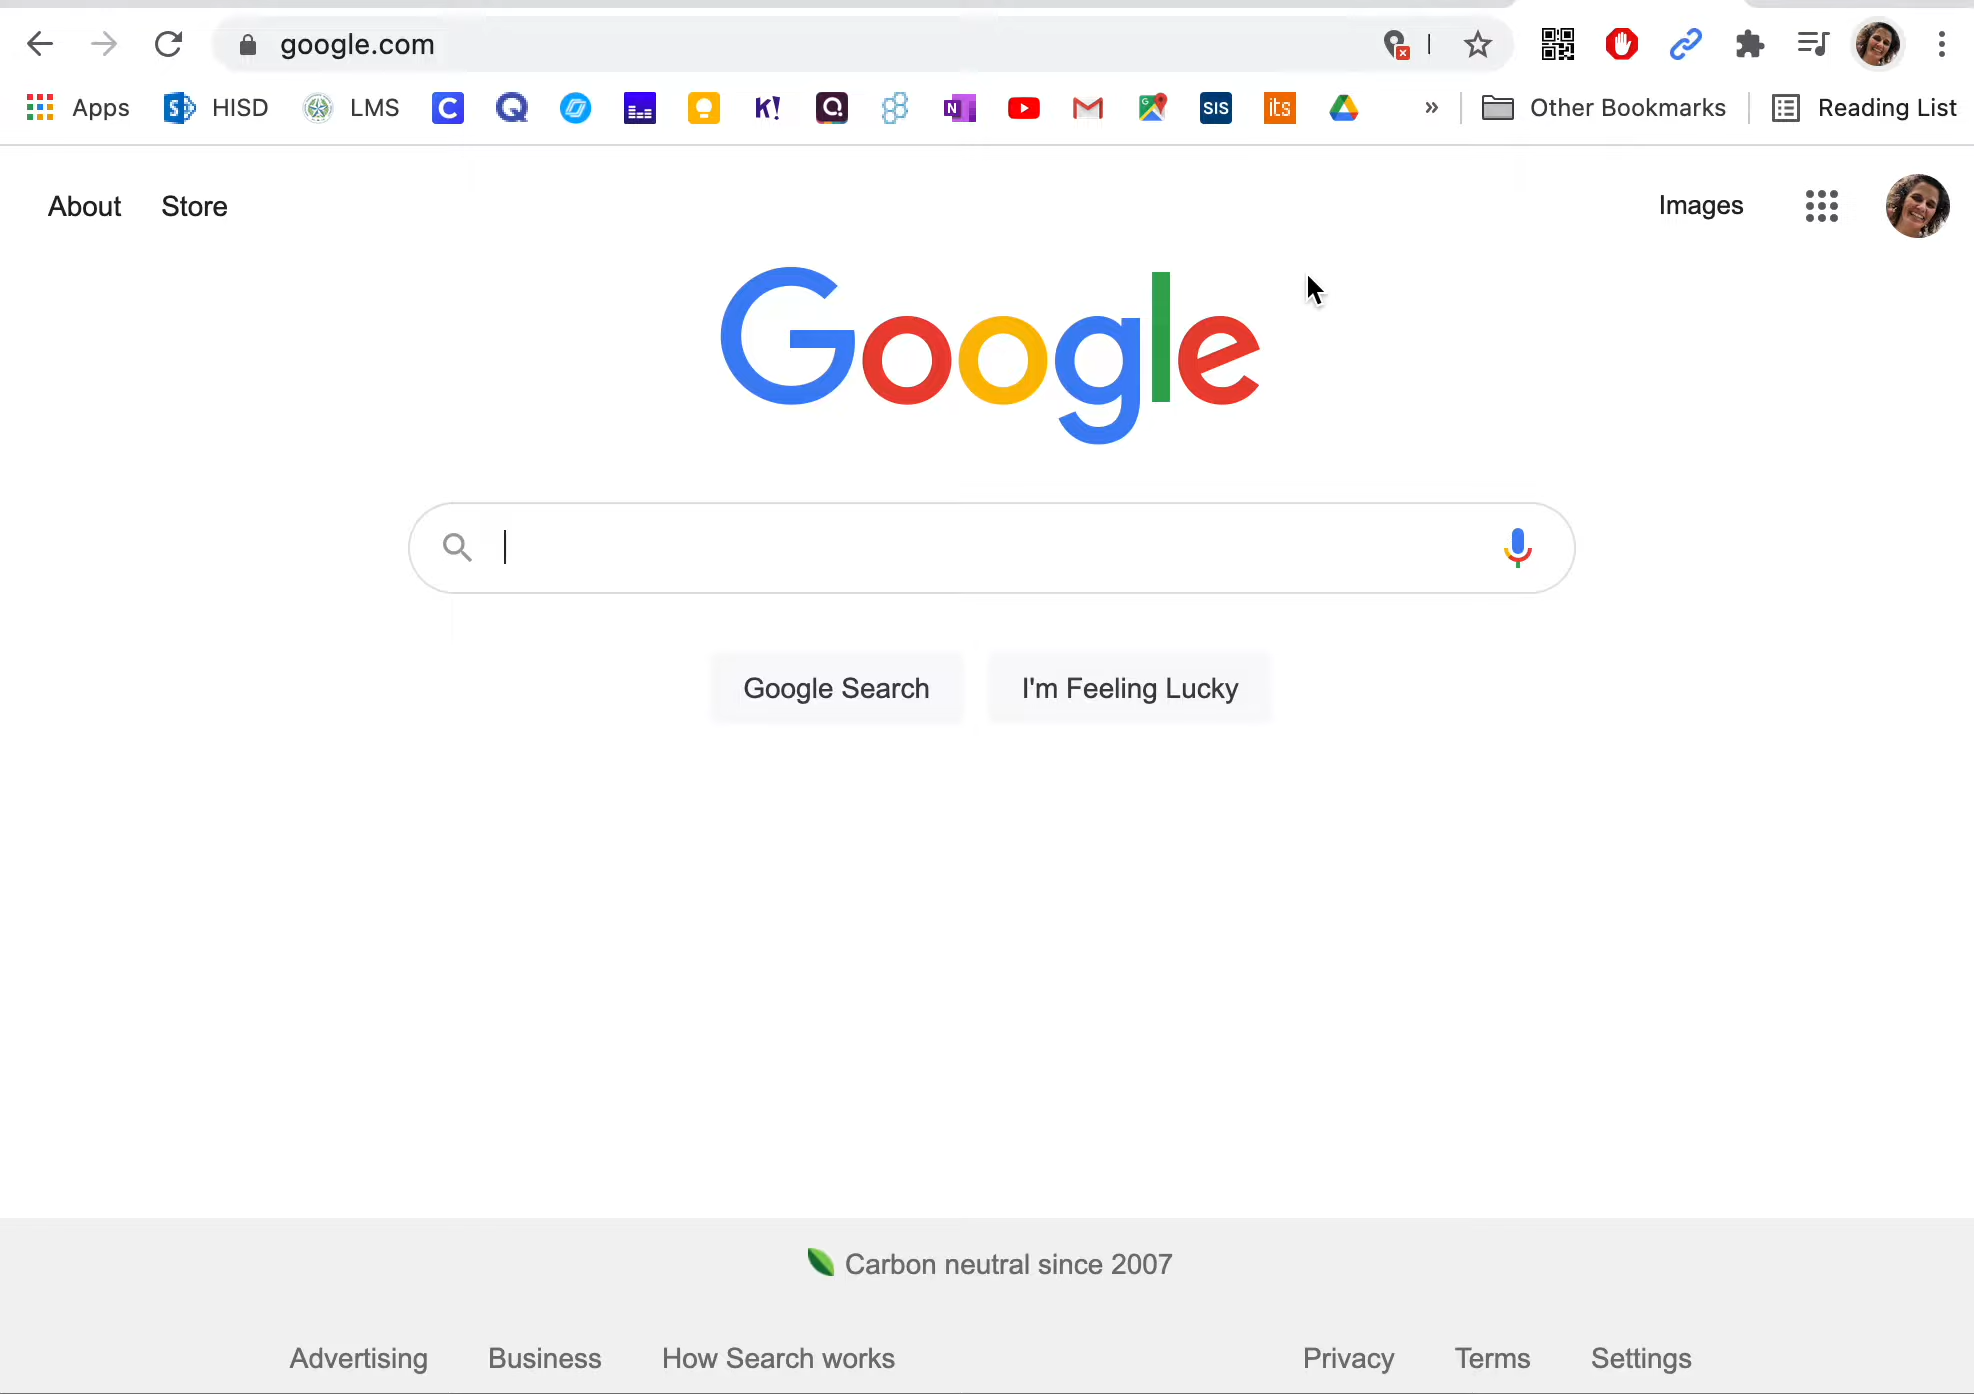 google.com
Apps HISD LMS C Q K! Q N SIS its » Other Bookmarks Reading List
About Store Images
Google
Google Search I'm Feeling Lucky
Carbon neutral since 2007
Advertising Business How Search works Privacy Terms Settings